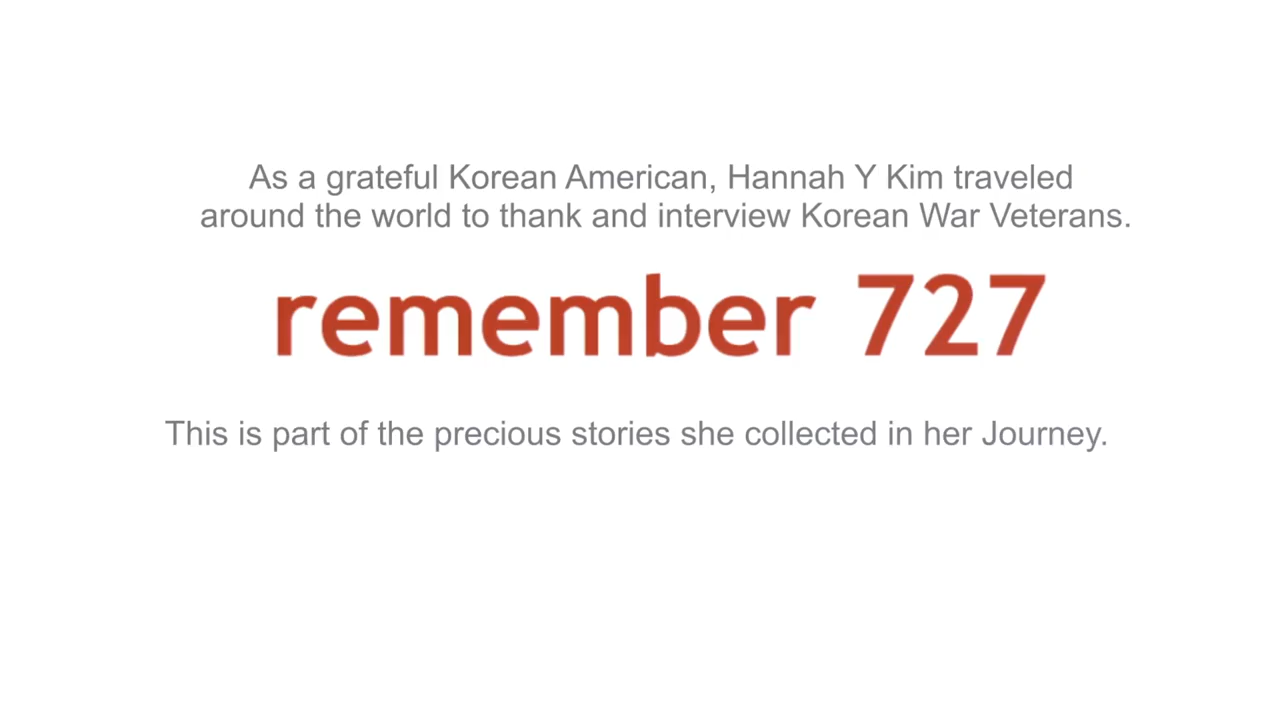 As a grateful Korean American, Hannah Y Kim traveled
around the world to thank and interview Korean War Veterans.
remember 727
This is part of the precious stories she collected in her Journey.